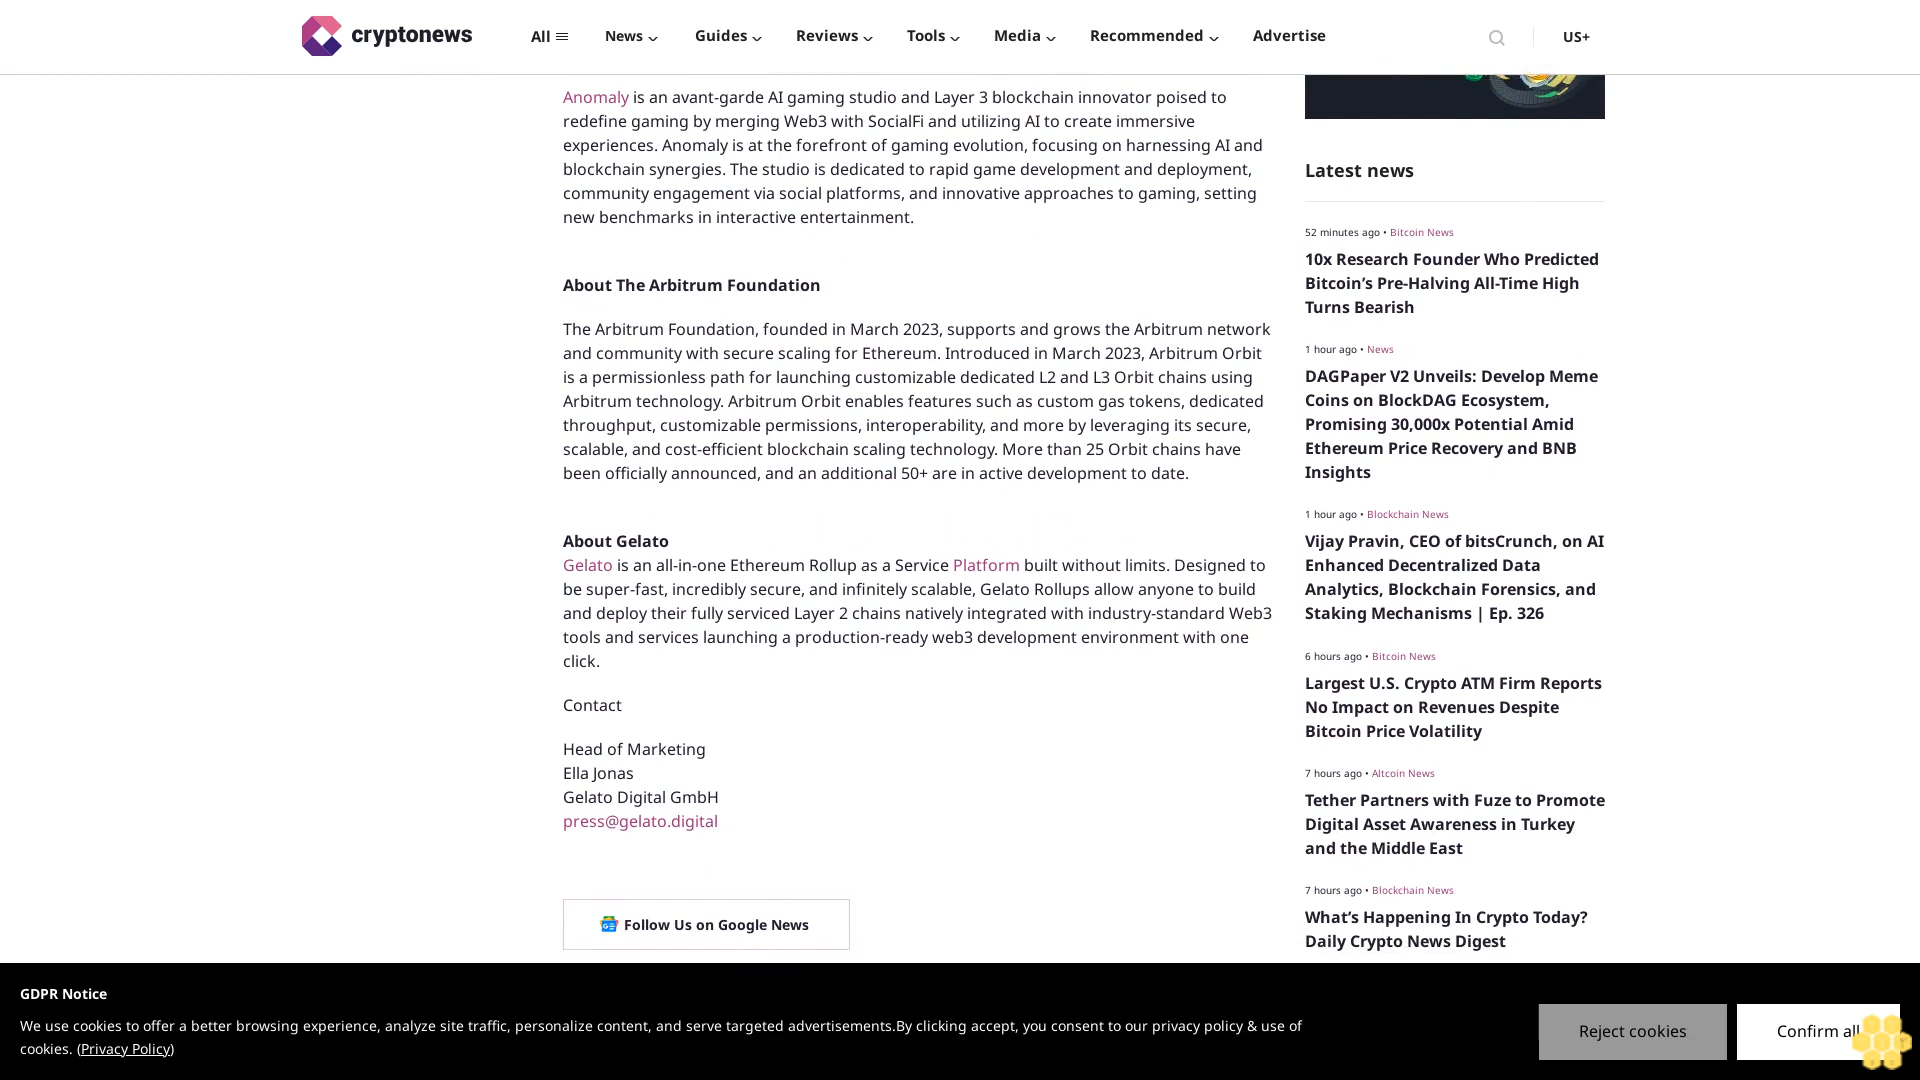 cryptonews
All
News
Guides
Reviews
Tools
Media
Recommended
Advertise
US+
Anomaly is an avant-garde AI gaming studio and Layer 3 blockchain innovator poised to
redefine gaming by merging Web3 with SocialFi and utilizing AI to create immersive
experiences. Anomaly is at the forefront of gaming evolution, focusing on harnessing AI and
blockchain synergies. The studio is dedicated to rapid game development and deployment,
community engagement via social platforms, and innovative approaches to gaming, setting
new benchmarks in interactive entertainment.
About The Arbitrum Foundation
The Arbitrum Foundation, founded in March 2023, supports and grows the Arbitrum network
and community with secure scaling for Ethereum. Introduced in March 2023, Arbitrum Orbit
is a permissionless path for launching customizable dedicated L2 and L3 Orbit chains using
Arbitrum technology. Arbitrum Orbit enables features such as custom gas tokens, dedicated
throughput, customizable permissions, interoperability, and more by leveraging its secure,
scalable, and cost-efficient blockchain scaling technology. More than 25 Orbit chains have
been officially announced, and an additional 50+ are in active development to date.
About Gelato
Gelato is an all-in-one Ethereum Rollup as a Service Platform built without limits. Designed to
be super-fast, incredibly secure, and infinitely scalable, Gelato Rollups allow anyone to build
and deploy their fully serviced Layer 2 chains natively integrated with industry-standard Web3
tools and services launching a production-ready web3 development environment with one
click.
Contact
Head of Marketing
Ella Jonas
Gelato Digital GmbH
press@gelato.digital
Follow Us on Google News
Latest news
52 minutes ago • Bitcoin News
10x Research Founder Who Predicted
Bitcoin’s Pre-Halving All-Time High
Turns Bearish
1 hour ago • News
DAGPaper V2 Unveils: Develop Meme
Coins on BlockDAG Ecosystem,
Promising 30,000x Potential Amid
Ethereum Price Recovery and BNB
Insights
1 hour ago • Blockchain News
Vijay Pravin, CEO of bitsCrunch, on AI
Enhanced Decentralized Data
Analytics, Blockchain Forensics, and
Staking Mechanisms | Ep. 326
6 hours ago • Bitcoin News
Largest U.S. Crypto ATM Firm Reports
No Impact on Revenues Despite
Bitcoin Price Volatility
7 hours ago • Altcoin News
Tether Partners with Fuze to Promote
Digital Asset Awareness in Turkey
and the Middle East
7 hours ago • Blockchain News
What’s Happening In Crypto Today?
Daily Crypto News Digest
GDPR Notice
We use cookies to offer a better browsing experience, analyze site traffic, personalize content, and serve targeted advertisements.By clicking accept, you consent to our privacy policy & use of
cookies. (Privacy Policy)
Reject cookies
Confirm all